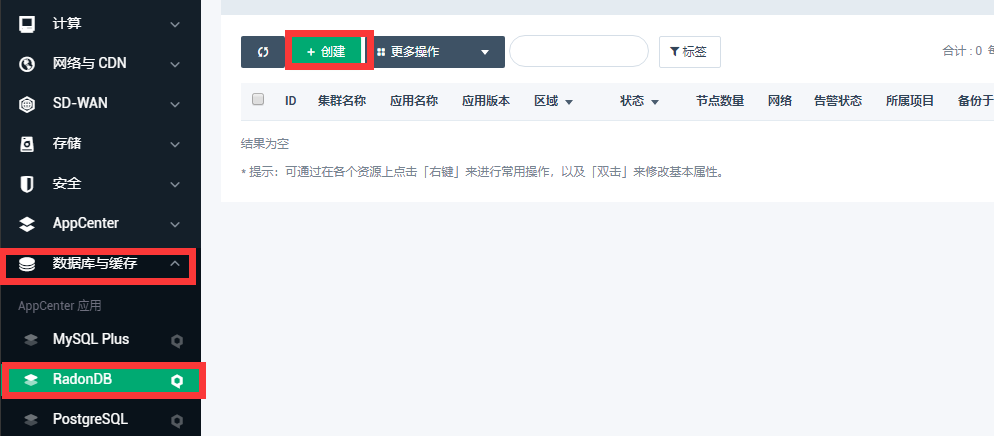 计算
网络与 CDN
SD-WAN
存储
安全
AppCenter
数据库与缓存
AppCenter 应用
MySQL Plus
RadonDB
PostgreSQL
+ 创建 更多操作 标签 合计 : 0
ID 集群名称 应用名称 应用版本 区域 状态 节点数量 网络 告警状态 所属项目 备份于
结果为空
* 提示：可通过在各个资源上点击「右键」来进行常用操作，以及「双击」来修改基本属性。